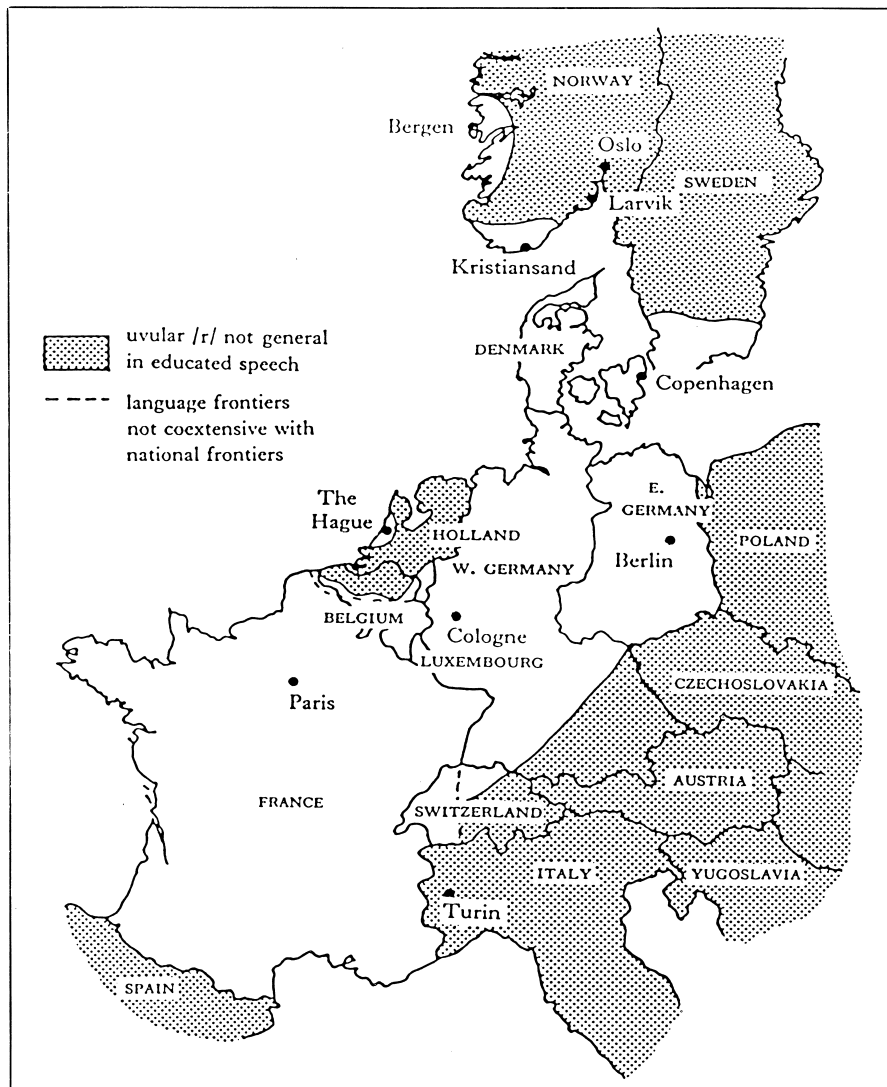 NORWAY
Bergen
Oslo
SWEDEN
Larvik
Kristiansand
uvular /r/ not general
in educated speech
DENMARK
Copenhagen
language frontiers
not coextensive with
national frontiers
The
Hague
HOLLAND
E.
GERMANY
POLAND
W. GERMANY
Berlin
BELGIUM
Cologne
LUXEMBOURG
Paris
CZECHOSLOVAKIA
AUSTRIA
FRANCE
SWITZERLAND
ITALY
YUGOSLAVIA
Turin
SPAIN